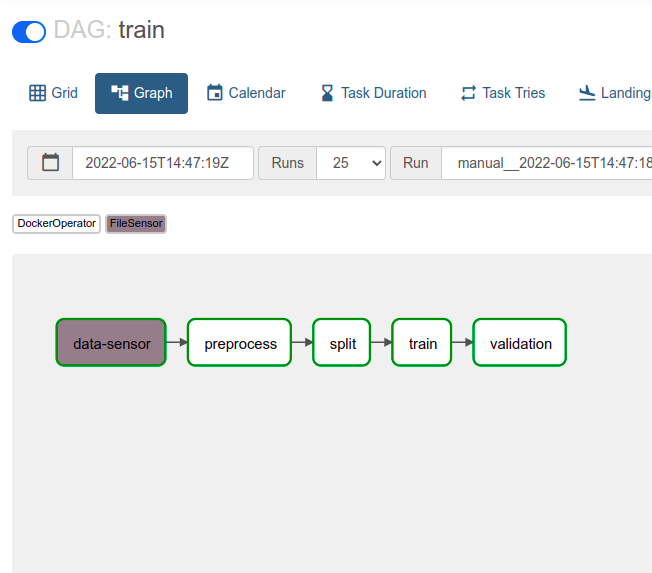 DAG: train
Grid Graph Calendar Task Duration Task Tries Landing
2022-06-15T14:47:19Z Runs 25 Run manual__2022-06-15T14:47:18
DockerOperator FileSensor
data-sensor preprocess split train validation